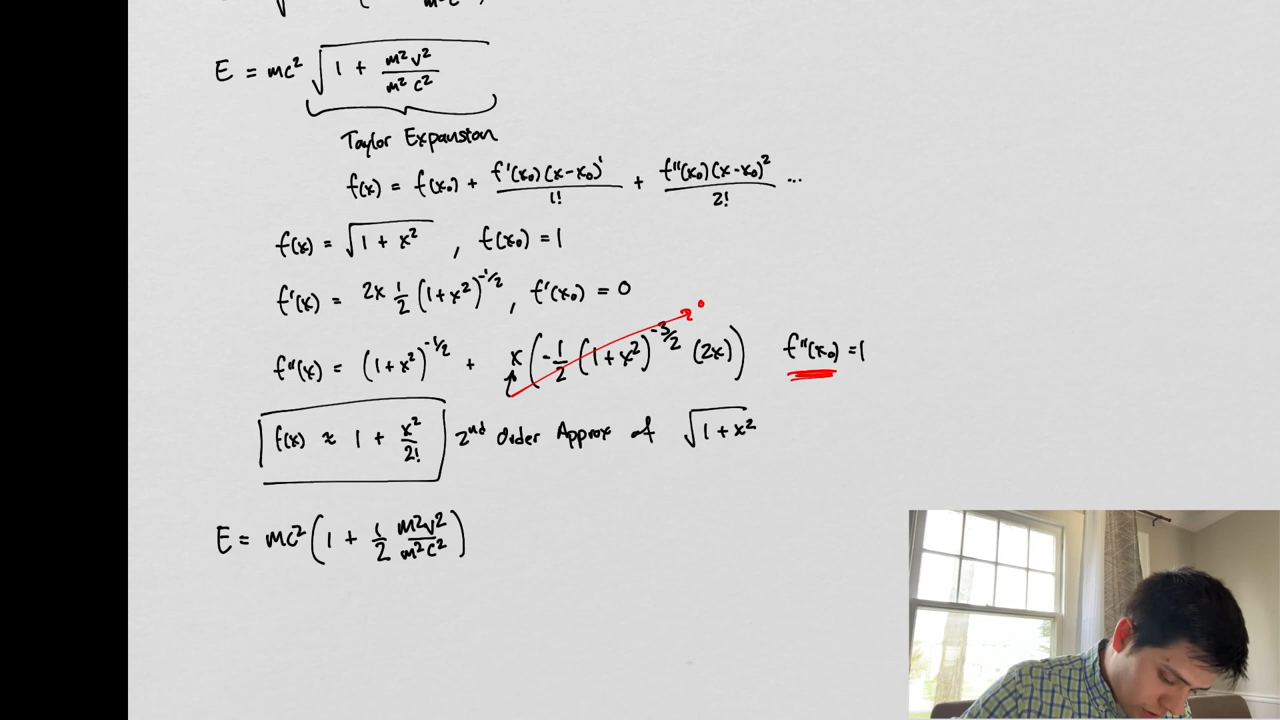 E = mc² √(1 + m²v²/m²c²)
Taylor Expansion
f(x) = f(x₀) + f'(x₀)(x-x₀)¹/1! + f''(x₀)(x-x₀)²/2! ...
f(x) = √(1 + x²) , f(x₀) = 1
f'(x) = 2x 1/2 (1+x²)^(-1/2) , f'(x₀) = 0
0
f''(x) = (1+x²)^(-1/2) + x(-1/2 (1+x²)^(-3/2) (2x)) f''(x₀) = 1
f(x) ≈ 1 + x²/2! 2nd Order Approx of √(1+x²)
E = mc² (1 + 1/2 m²v²/m²c²)